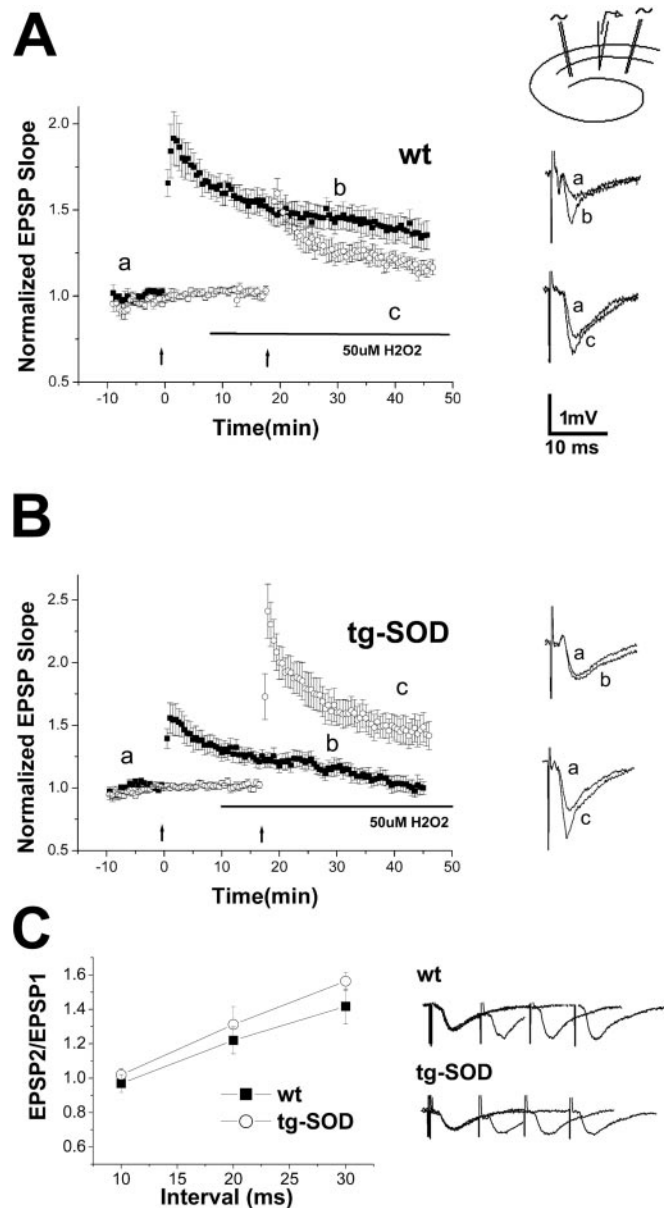 A
Normalized EPSP Slope
2.0
1.5
1.0
0.5
wt
a
b
c
50uM H2O2
-10 0 10 20 30 40 50
Time(min)
a
b
a
c
1mV
10 ms
B
Normalized EPSP Slope
2.5
2.0
1.5
1.0
0.5
tg-SOD
a
b
c
50uM H2O2
-10 0 10 20 30 40 50
Time(min)
a
b
a
c
C
EPSP2/EPSP1
1.6
1.4
1.2
1.0
0.8
0.6
wt
tg-SOD
10 15 20 25 30
Interval (ms)
wt
tg-SOD